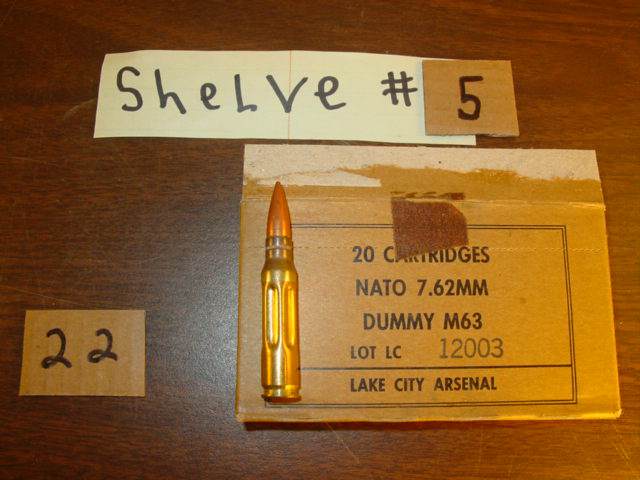 SheLVe # 5
20 CARTRIDGES
NATO 7.62MM
DUMMY M63
LOT LC 12003
LAKE CITY ARSENAL
22